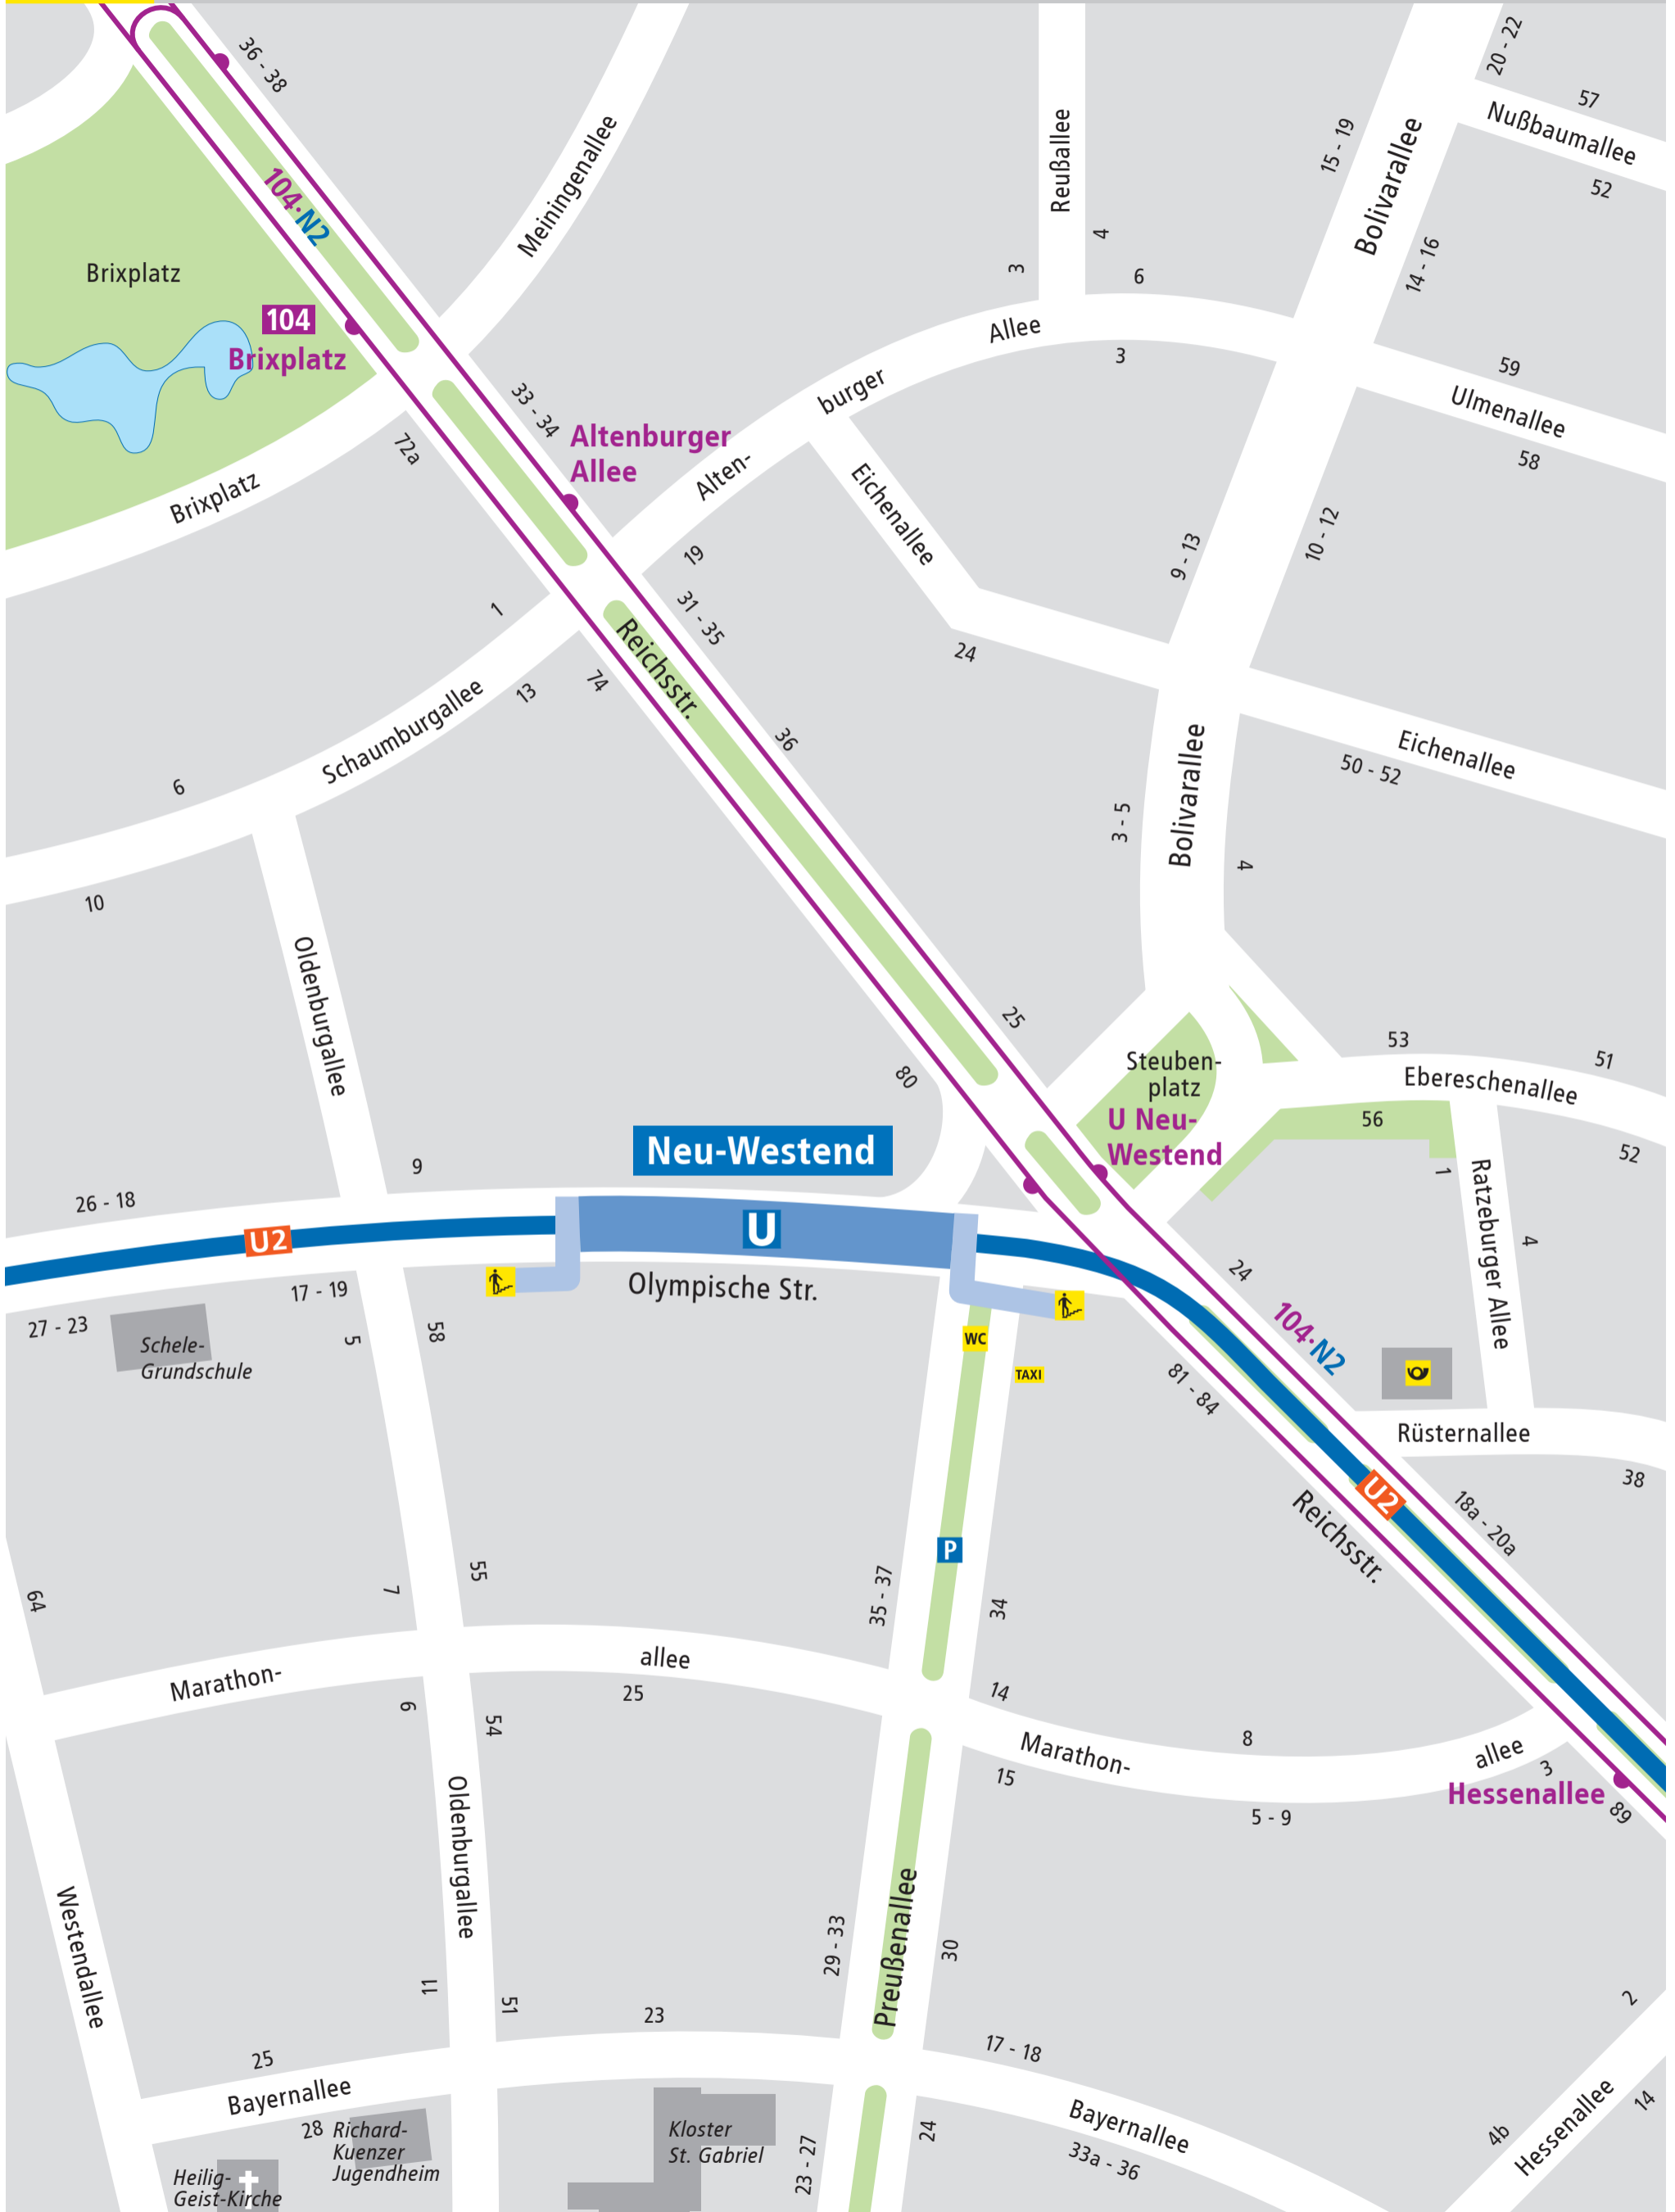 36 - 38
20 - 22
57
Nußbaumallee
52
15 - 19
Bolivarallee
14 - 16
Meiningenallee
Reußallee
4
3
6
104·N2
Brixplatz
104
Brixplatz
Allee
3
burger
59
Ulmenallee
58
33 - 34
Altenburger
Allee
72a
Alten-
Eichenallee
Brixplatz
9 - 13
10 - 12
19
31 - 35
1
24
Reichsstr.
74
13
Schaumburgallee
36
Bolivarallee
Eichenallee
50 - 52
6
3 - 5
4
10
Oldenburgallee
25
80
Steuben-
platz
53
51
Ebereschenallee
56
52
U Neu-
Westend
Neu-Westend
9
26 - 18
1
Ratzeburger Allee
4
U2
U
17 - 19
Olympische Str.
24
27 - 23
5
58
Schele-
Grundschule
WC
TAXI
104·N2
81 - 84
Rüsternallee
38
U2
18a - 20a
Reichsstr.
P
64
7
55
35 - 37
34
Marathon-
allee
25
14
6
54
Marathon-
8
allee
3
15
5 - 9
Hessenallee
89
Oldenburgallee
Preußenallee
Westendallee
29 - 33
30
11
51
23
2
25
17 - 18
Bayernallee
28
Richard-
Kuenzer
Jugendheim
Kloster
St. Gabriel
24
Bayernallee
33a - 36
4b
Hessenallee
14
23 - 27
Heilig-
Geist-Kirche